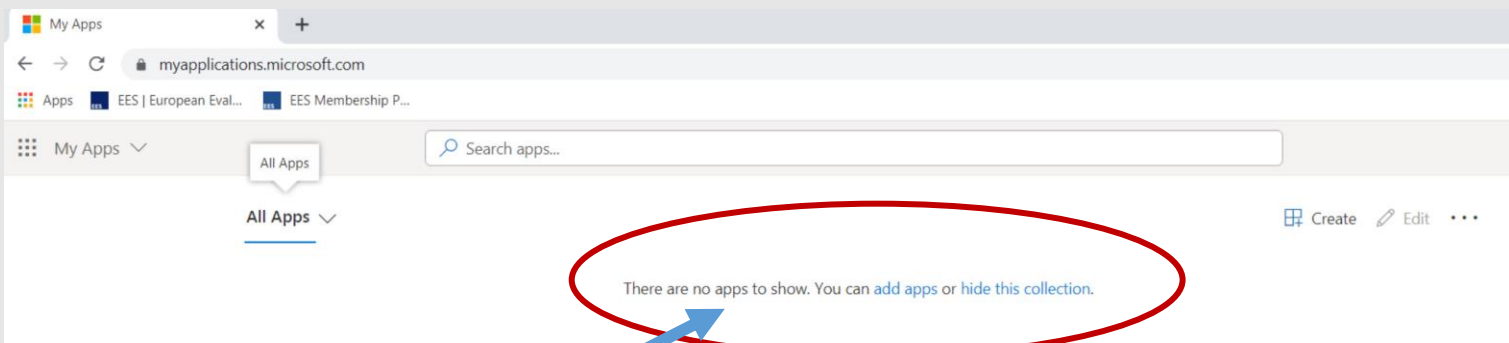 My Apps
myapplications.microsoft.com
Apps EES | European Eval... EES Membership P...
My Apps Search apps...
All Apps
All Apps Create Edit
There are no apps to show. You can add apps or hide this collection.